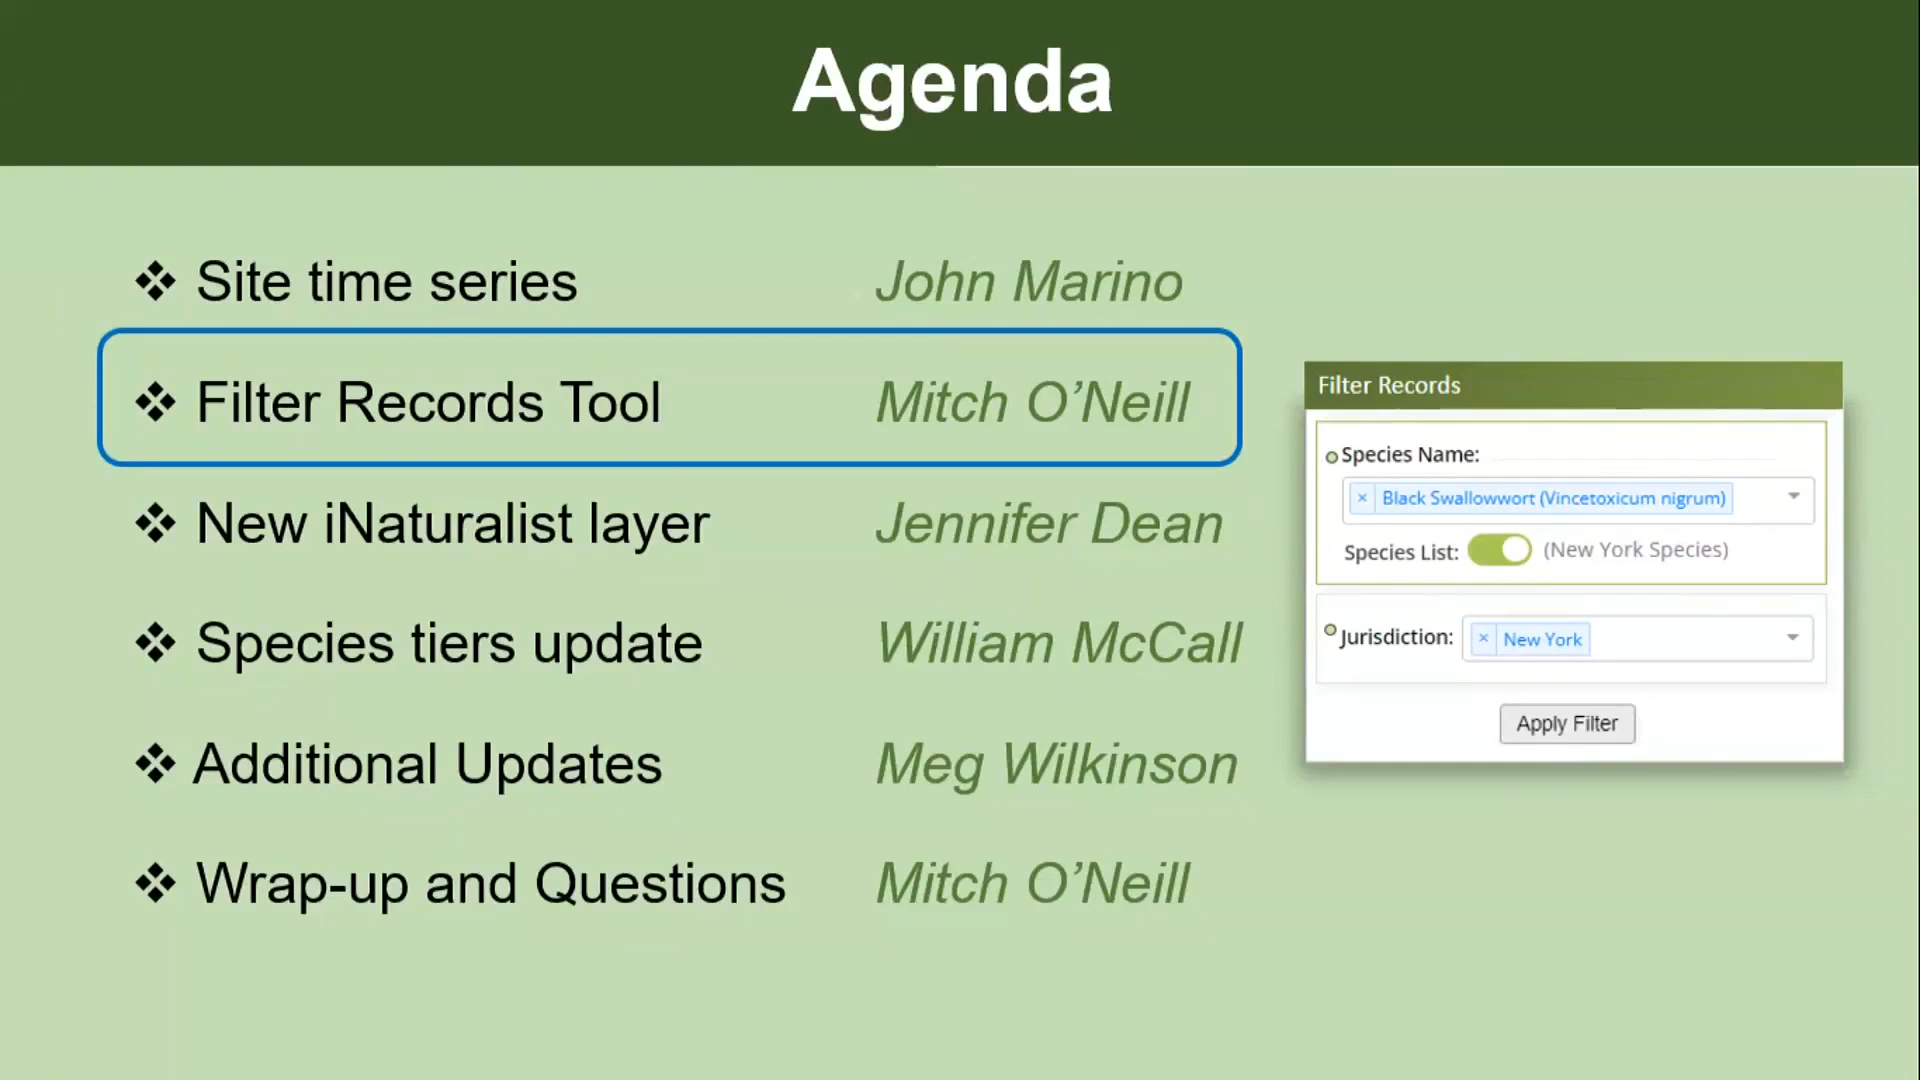 Agenda
❖ Site time series John Marino
❖ Filter Records Tool Mitch O’Neill
❖ New iNaturalist layer Jennifer Dean
❖ Species tiers update William McCall
❖ Additional Updates Meg Wilkinson
❖ Wrap-up and Questions Mitch O’Neill
Filter Records
Species Name:
× Black Swallowwort (Vincetoxicum nigrum)
Species List: (New York Species)
Jurisdiction: × New York
Apply Filter